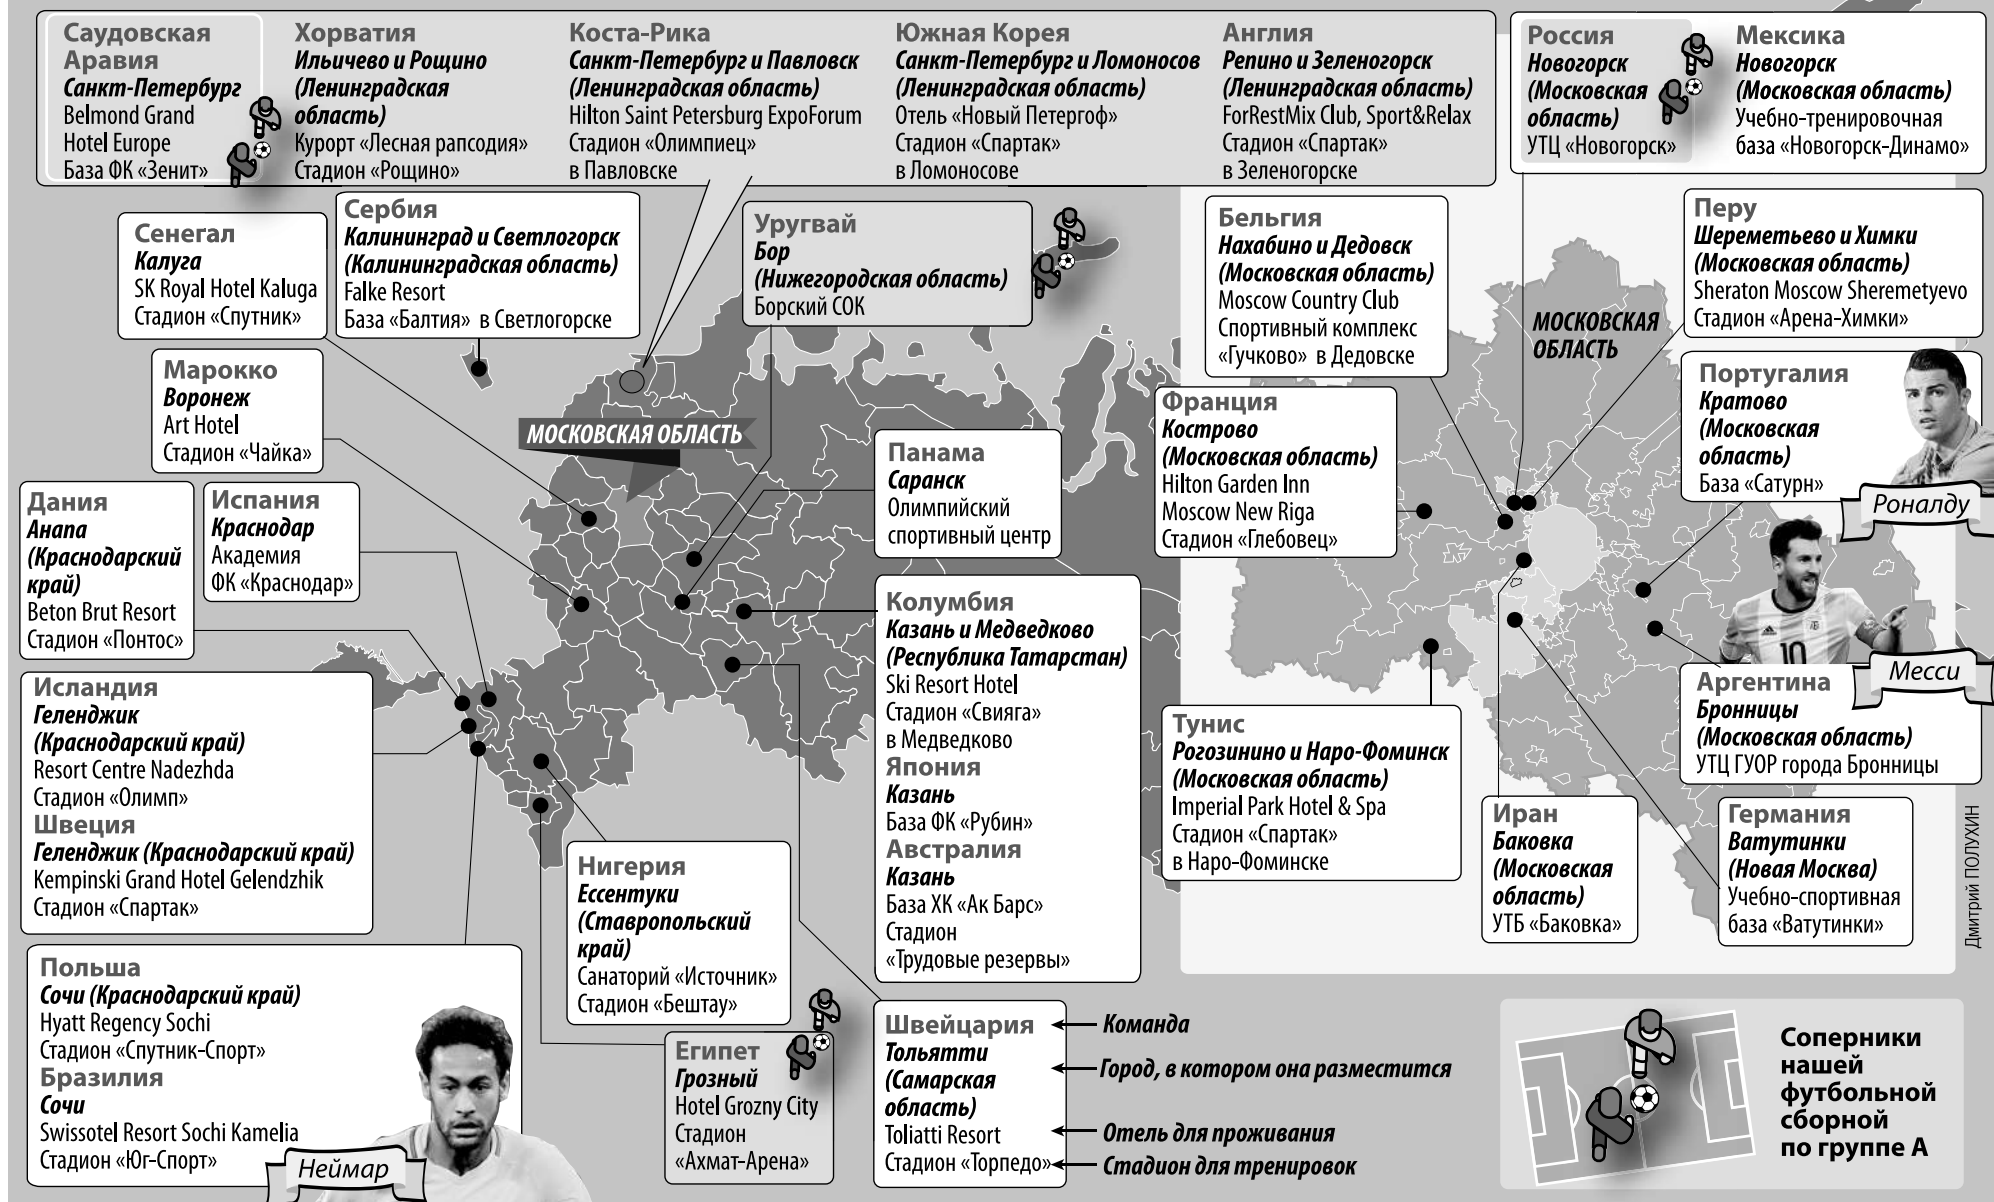 Саудовская
Аравия
Санкт-Петербург
Belmond Grand
Hotel Europe
База ФК «Зенит»
Хорватия
Ильичево и Рощино
(Ленинградская
область)
Курорт «Лесная рапсодия»
Стадион «Рощино»
Коста-Рика
Санкт-Петербург и Павловск
(Ленинградская область)
Hilton Saint Petersburg ExpoForum
Стадион «Олимпиец»
в Павловске
Южная Корея
Санкт-Петербург и Ломоносов
(Ленинградская область)
Отель «Новый Петергоф»
Стадион «Спартак»
в Ломоносове
Англия
Репино и Зеленогорск
(Ленинградская область)
ForRestMix Club, Sport&Relax
Стадион «Спартак»
в Зеленогорске
Россия
Новогорск
(Московская
область)
УТЦ «Новогорск»
Мексика
Новогорск
(Московская область)
Учебно-тренировочная
база «Новогорск-Динамо»
Сенегал
Калуга
SK Royal Hotel Kaluga
Стадион «Спутник»
Сербия
Калининград и Светлогорск
(Калининградская область)
Falke Resort
База «Балтия» в Светлогорске
Уругвай
Бор
(Нижегородская область)
Борский СОК
Бельгия
Нахабино и Дедовск
(Московская область)
Moscow Country Club
Спортивный комплекс
«Гучково» в Дедовске
МОСКОВСКАЯ
ОБЛАСТЬ
Перу
Шереметьево и Химки
(Московская область)
Sheraton Moscow Sheremetyevo
Стадион «Арена-Химки»
Марокко
Воронеж
Art Hotel
Стадион «Чайка»
МОСКОВСКАЯ ОБЛАСТЬ
Панама
Саранск
Олимпийский
спортивный центр
Франция
Кострово
(Московская область)
Hilton Garden Inn
Moscow New Riga
Стадион «Глебовец»
Португалия
Кратово
(Московская
область)
База «Сатурн»
Роналду
Дания
Анапа
(Краснодарский
край)
Beton Brut Resort
Стадион «Понтос»
Испания
Краснодар
Академия
ФК «Краснодар»
Колумбия
Казань и Медведково
(Республика Татарстан)
Ski Resort Hotel
Стадион «Свияга»
в Медведково
Япония
Казань
База ФК «Рубин»
Австралия
Казань
База ХК «Ак Барс»
Стадион
«Трудовые резервы»
10
Месси
Аргентина
Бронницы
(Московская область)
УТЦ ГУОР города Бронницы
Исландия
Геленджик
(Краснодарский край)
Resort Centre Nadezhda
Стадион «Олимп»
Швеция
Геленджик (Краснодарский край)
Kempinski Grand Hotel Gelendzhik
Стадион «Спартак»
Тунис
Рогозинино и Наро-Фоминск
(Московская область)
Imperial Park Hotel & Spa
Стадион «Спартак»
в Наро-Фоминске
Иран
Баковка
(Московская
область)
УТБ «Баковка»
Германия
Ватутинки
(Новая Москва)
Учебно-спортивная
база «Ватутинки»
Дмитрий ПОЛУХИН
Нигерия
Ессентуки
(Ставропольский
край)
Санаторий «Источник»
Стадион «Бештау»
Польша
Сочи (Краснодарский край)
Hyatt Regency Sochi
Стадион «Спутник-Спорт»
Бразилия
Сочи
Swissotel Resort Sochi Kamelia
Стадион «Юг-Спорт»
Неймар
Египет
Грозный
Hotel Grozny City
Стадион
«Ахмат-Арена»
Швейцария
Тольятти
(Самарская
область)
Toliatti Resort
Стадион «Торпедо»
Команда
Город, в котором она разместится
Отель для проживания
Стадион для тренировок
Соперники
нашей
футбольной
сборной
по группе А